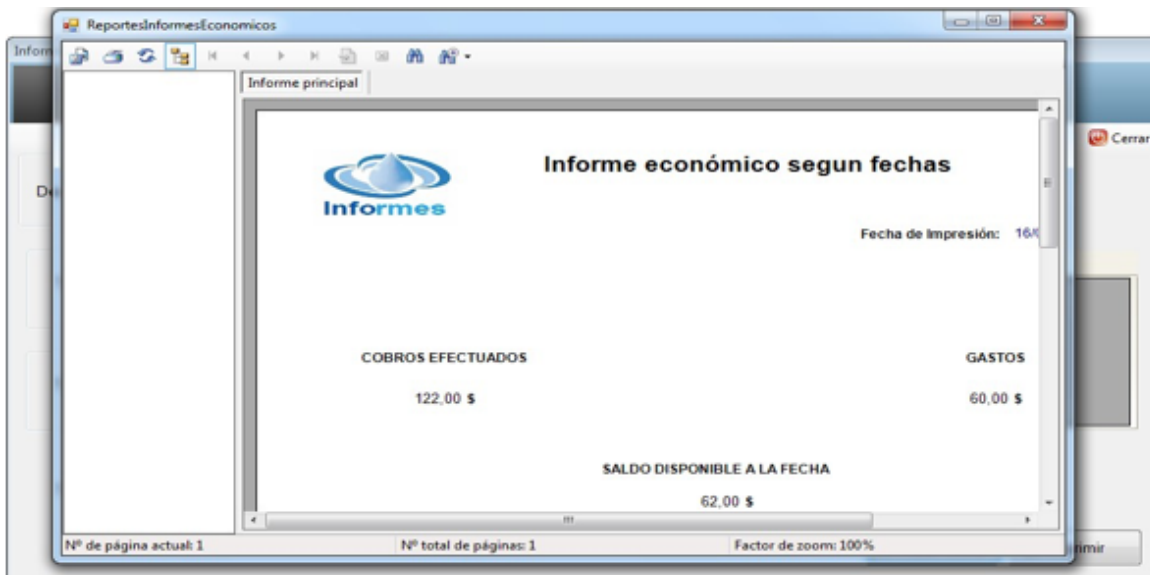 ReportesInformesEconomicos
Informe principal
Cerrar
Informe económico segun fechas
Informes
Fecha de Impresión: 16/0
COBROS EFECTUADOS GASTOS
122,00 $ 60,00 $
SALDO DISPONIBLE A LA FECHA
62,00 $
Nº de página actual: 1 Nº total de páginas: 1 Factor de zoom: 100%